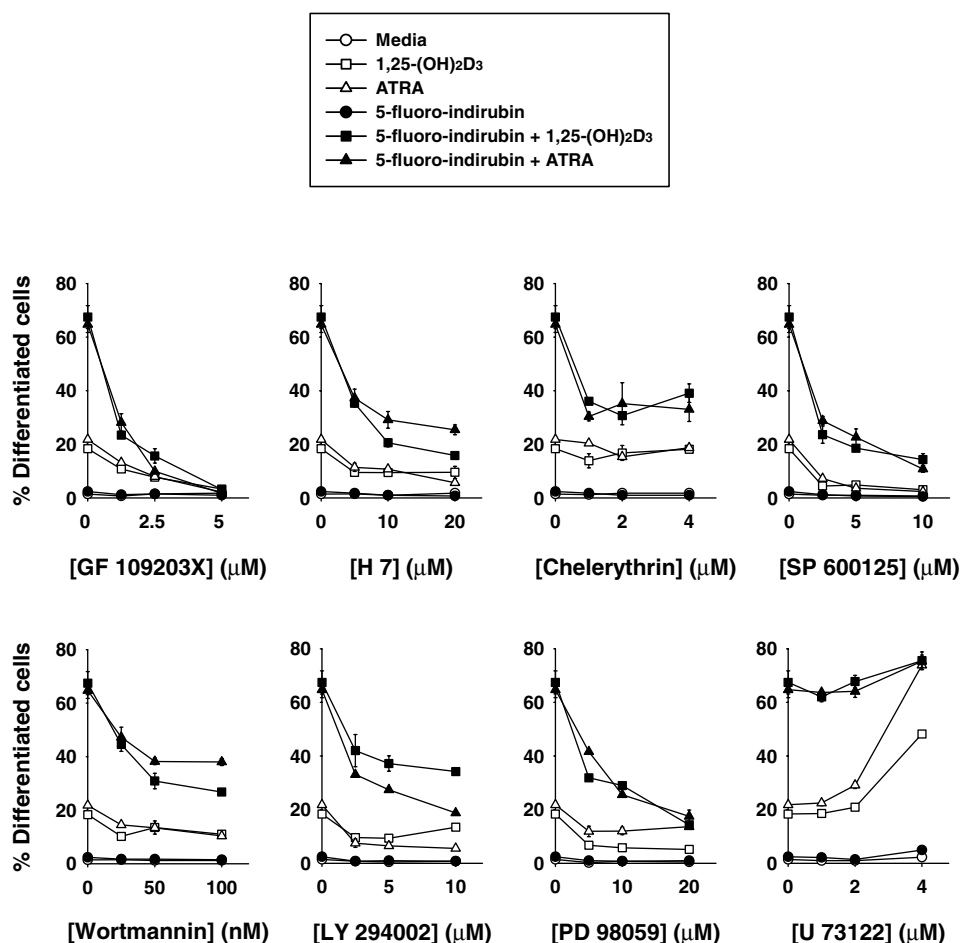 Media
1,25-(OH)2D3
ATRA
5-fluoro-indirubin
5-fluoro-indirubin + 1,25-(OH)2D3
5-fluoro-indirubin + ATRA
% Differentiated cells
80 80 80 80
60 60 60 60
40 40 40 40
20 20 20 20
0 0 0 0
0 2.5 5 0 10 20 0 2 4 0 5 10
[GF 109203X] (μM) [H 7] (μM) [Chelerythrin] (μM) [SP 600125] (μM)
% Differentiated cells
80 80 80 80
60 60 60 60
40 40 40 40
20 20 20 20
0 0 0 0
0 50 100 0 5 10 0 10 20 0 2 4
[Wortmannin] (nM) [LY 294002] (μM) [PD 98059] (μM) [U 73122] (μM)